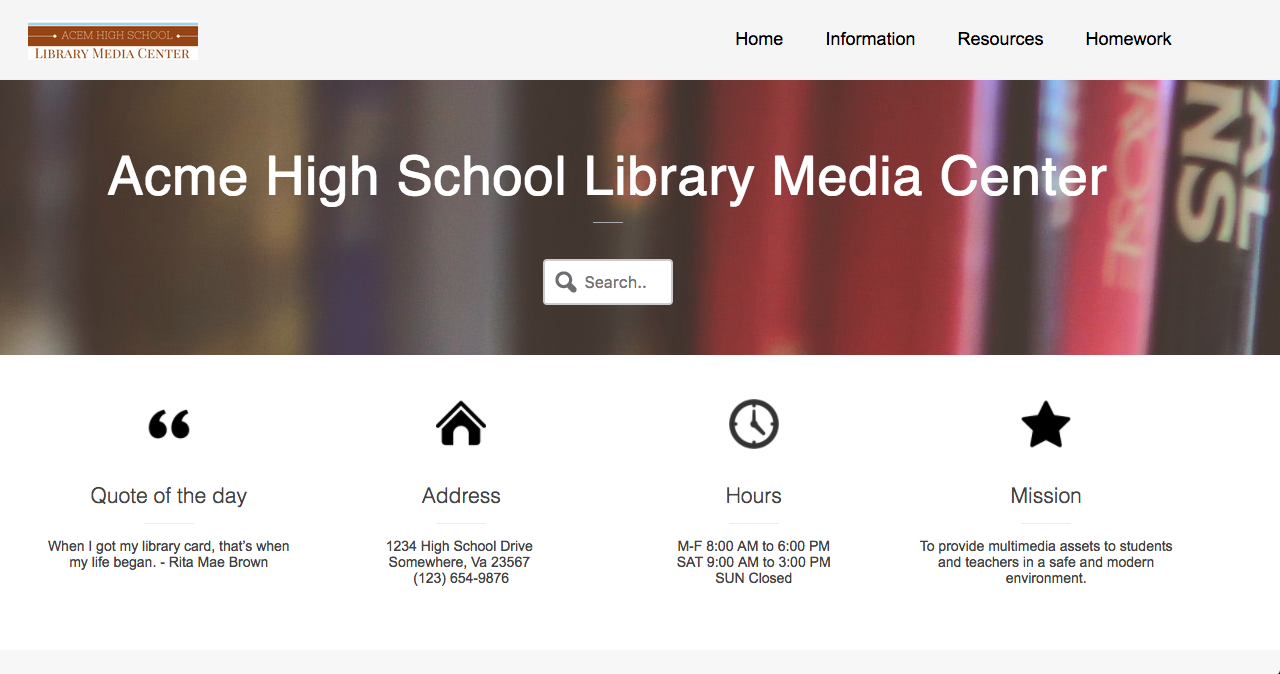 ACEM HIGH SCHOOL
LIBRARY MEDIA CENTER
Home Information Resources Homework
Acme High School Library Media Center
Search..
Quote of the day
When I got my library card, that’s when
my life began. - Rita Mae Brown
Address
1234 High School Drive
Somewhere, Va 23567
(123) 654-9876
Hours
M-F 8:00 AM to 6:00 PM
SAT 9:00 AM to 3:00 PM
SUN Closed
Mission
To provide multimedia assets to students
and teachers in a safe and modern
environment.